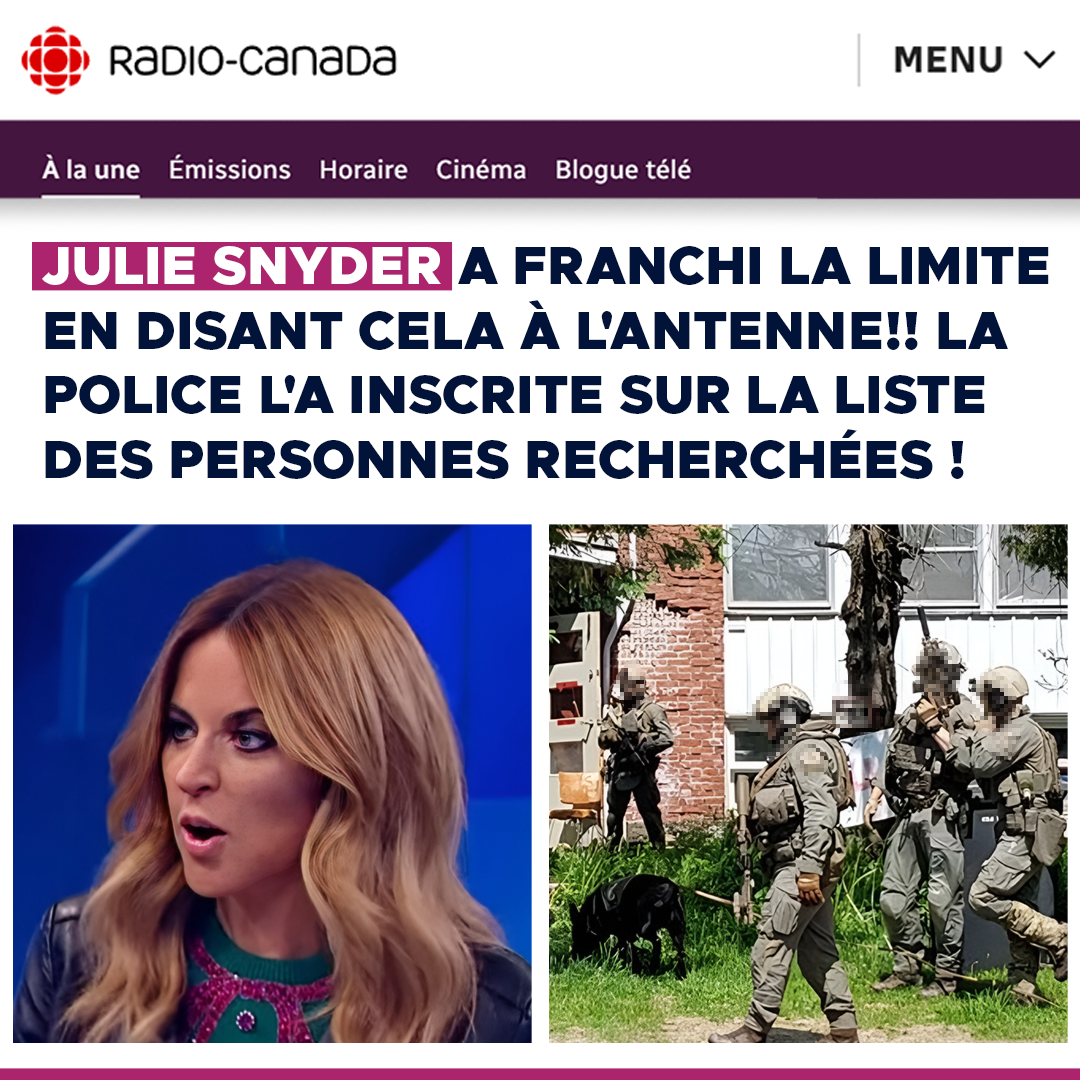 RADIO-CANADA
MENU
À la une Émissions Horaire Cinéma Blogue télé
JULIE SNYDER A FRANCHI LA LIMITE
EN DISANT CELA À L'ANTENNE!! LA
POLICE L'A INSCRITE SUR LA LISTE
DES PERSONNES RECHERCHÉES !